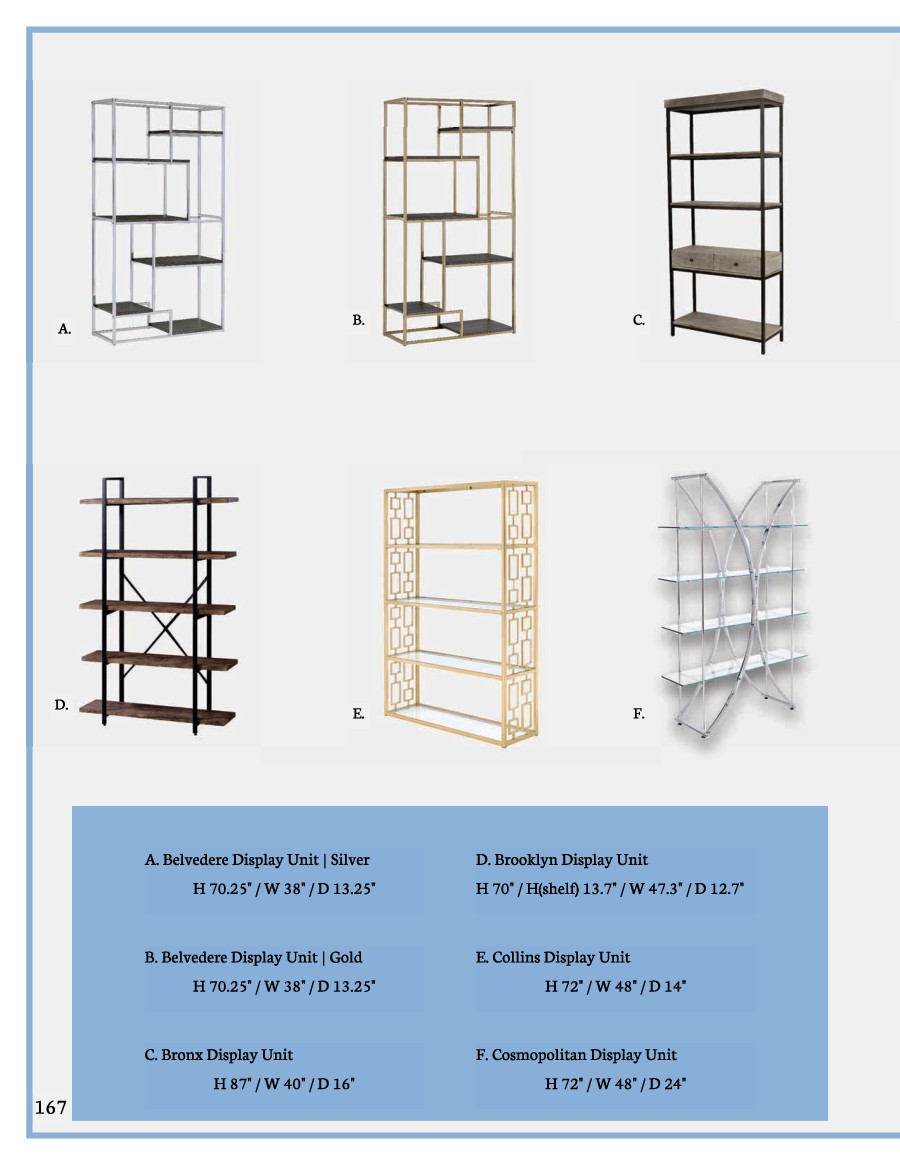 A.
B.
C.
D.
E.
F.
A. Belvedere Display Unit | Silver
H 70.25" / W 38" / D 13.25"
B. Belvedere Display Unit | Gold
H 70.25" / W 38" / D 13.25"
C. Bronx Display Unit
H 87" / W 40" / D 16"
D. Brooklyn Display Unit
H 70" / H(shelf) 13.7" / W 47.3" / D 12.7"
E. Collins Display Unit
H 72" / W 48" / D 14"
F. Cosmopolitan Display Unit
H 72" / W 48" / D 24"
167